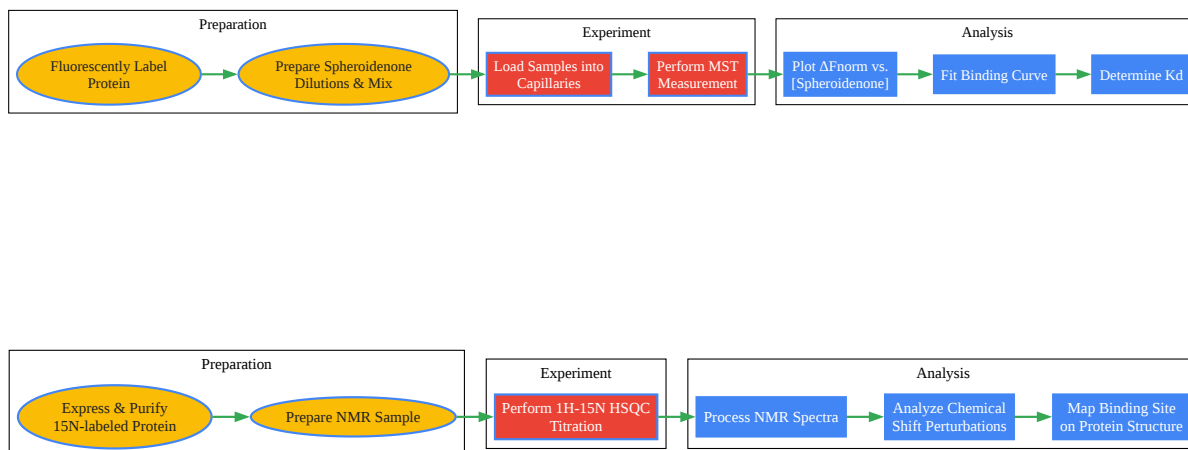 Preparation
Fluorescently Label
Protein
Prepare Spheroidenone
Dilutions & Mix
Experiment
Load Samples into
Capillaries
Perform MST
Measurement
Analysis
Plot ΔFnorm vs.
[Spheroidenone]
Fit Binding Curve
Determine Kd
Preparation
Express & Purify
15N-labeled Protein
Prepare NMR Sample
Experiment
Perform 1H-15N HSQC
Titration
Analysis
Process NMR Spectra
Analyze Chemical
Shift Perturbations
Map Binding Site
on Protein Structure